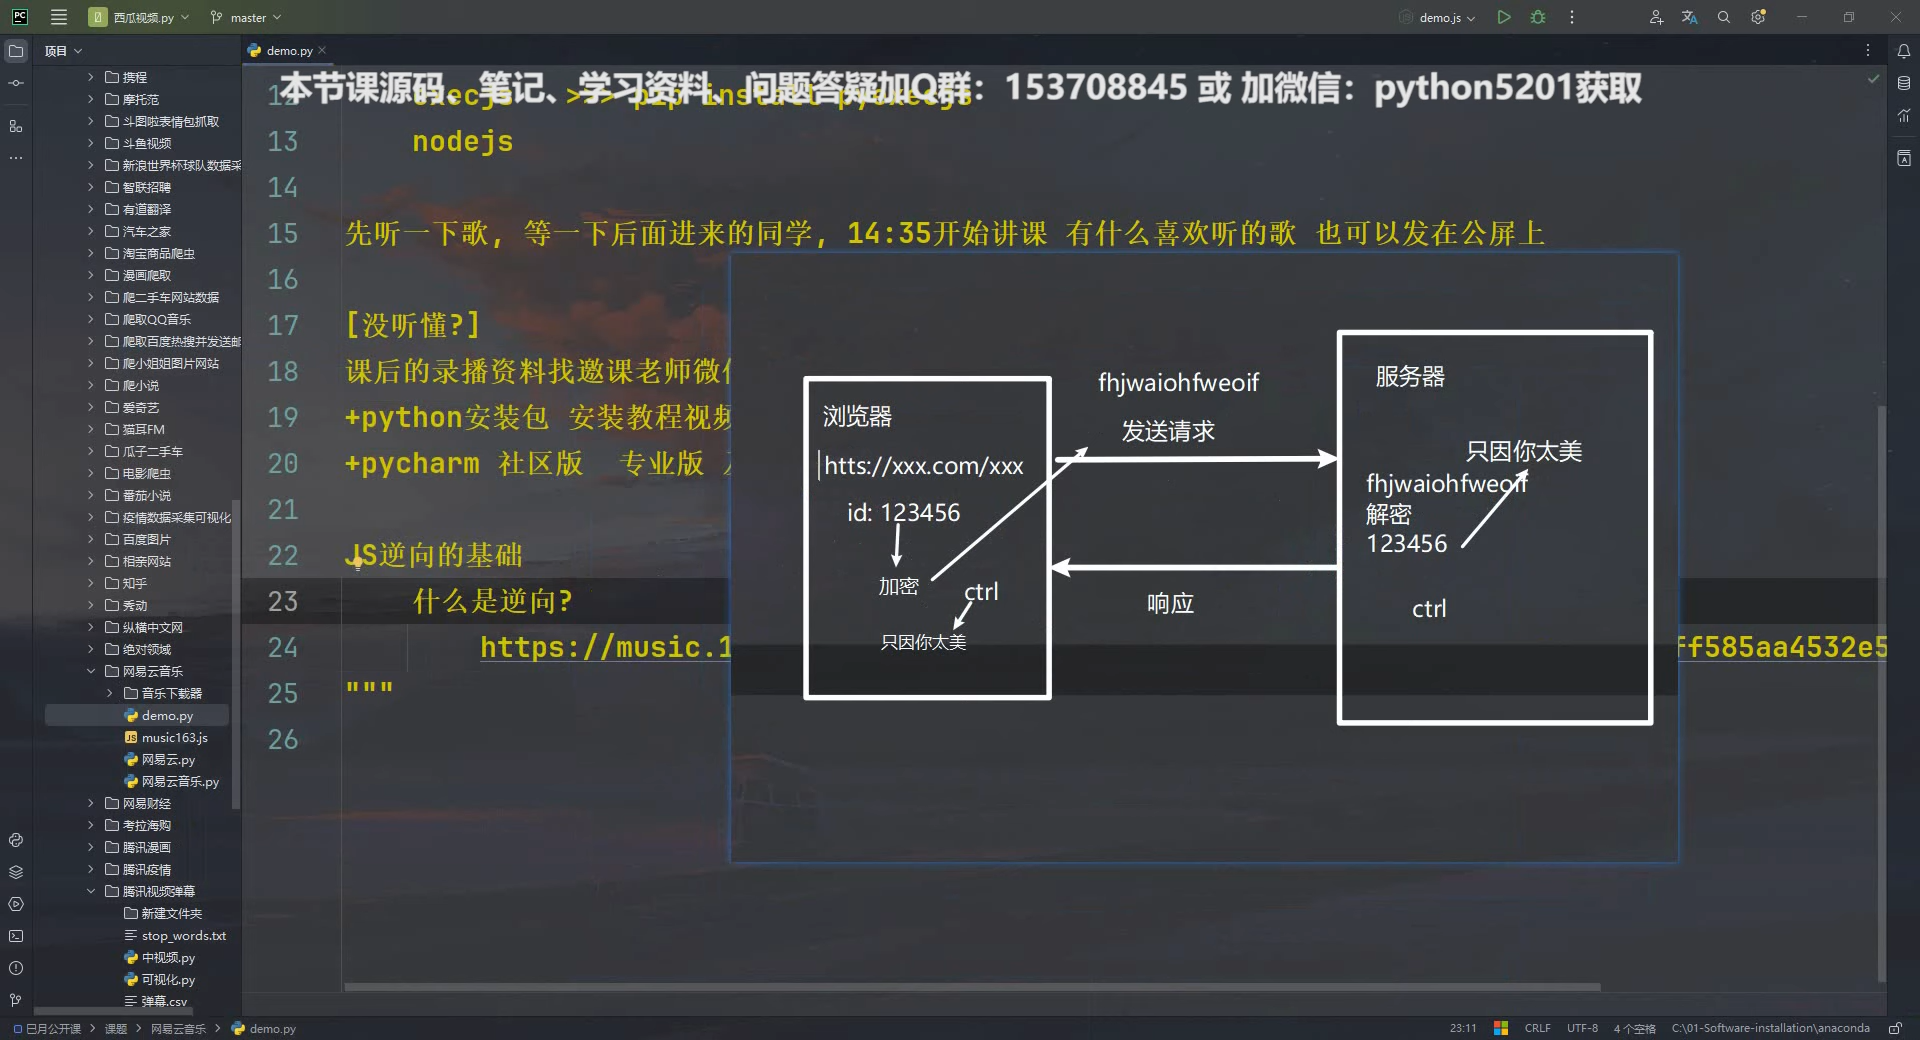 PC
西瓜视频.py
master
demo.js
项目
demo.py
携程
摩托范
斗图啦表情包抓取
斗鱼视频
新浪世界杯球队数据采
智联招聘
有道翻译
汽车之家
淘宝商品爬虫
漫画爬取
爬二手车网站数据
爬取QQ音乐
爬取百度热搜并发送邮
爬小姐姐图片网站
爬小说
爱奇艺
猫耳FM
瓜子二手车
电影爬虫
番茄小说
疫情数据采集可视化
百度图片
相亲网站
知乎
秀动
纵横中文网
绝对领域
网易云音乐
音乐下载器
demo.py
music163.js
网易云.py
网易云音乐.py
网易财经
考拉海购
腾讯漫画
腾讯疫情
腾讯视频弹幕
新建文件夹
stop_words.txt
中视频.py
可视化.py
弹幕.csv
本节课源码、笔记、学习资料、问题答疑加Q群：153708845 或 加微信：python5201获取
12 execjs >>> pip install pyexecjs
13 nodejs
14
15 先听一下歌, 等一下后面进来的同学, 14:35开始讲课 有什么喜欢听的歌 也可以发在公屏上
16
17 [没听懂?]
18 课后的录播资料找邀课老师微
19 +python安装包 安装教程视频
20 +pycharm 社区版 专业版
21
22 JS逆向的基础
23 什么是逆向?
24 https://music.1 ff585aa4532e5
25 """
26
浏览器
htts://xxx.com/xxx
id: 123456
加密
ctrl
只因你太美
fhjwaiohfweoif
发送请求
响应
服务器
只因你太美
fhjwaiohfweoif
解密
123456
ctrl
巳月公开课 > 课题 > 网易云音乐 > demo.py
23:11 CRLF UTF-8 4 个空格 C:\01-Software-installation\anaconda